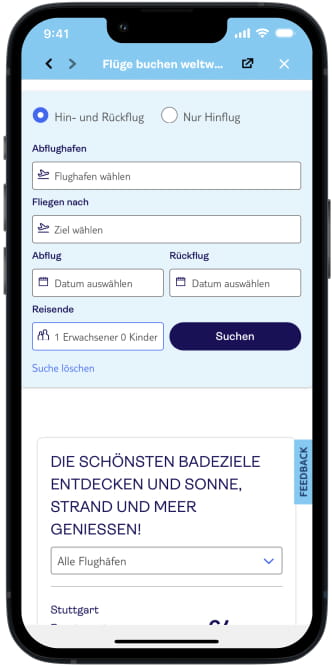 9:41
Flüge buchen weltw...
Hin- und Rückflug
Nur Hinflug
Abflughafen
Flughafen wählen
Fliegen nach
Ziel wählen
Abflug
Rückflug
Datum auswählen
Datum auswählen
Reisende
1 Erwachsener 0 Kinder
Suchen
Suche löschen
FEEDBACK
DIE SCHÖNSTEN BADEZIELE
ENTDECKEN UND SONNE,
STRAND UND MEER
GENIESSEN!
Alle Flughäfen
Stuttgart